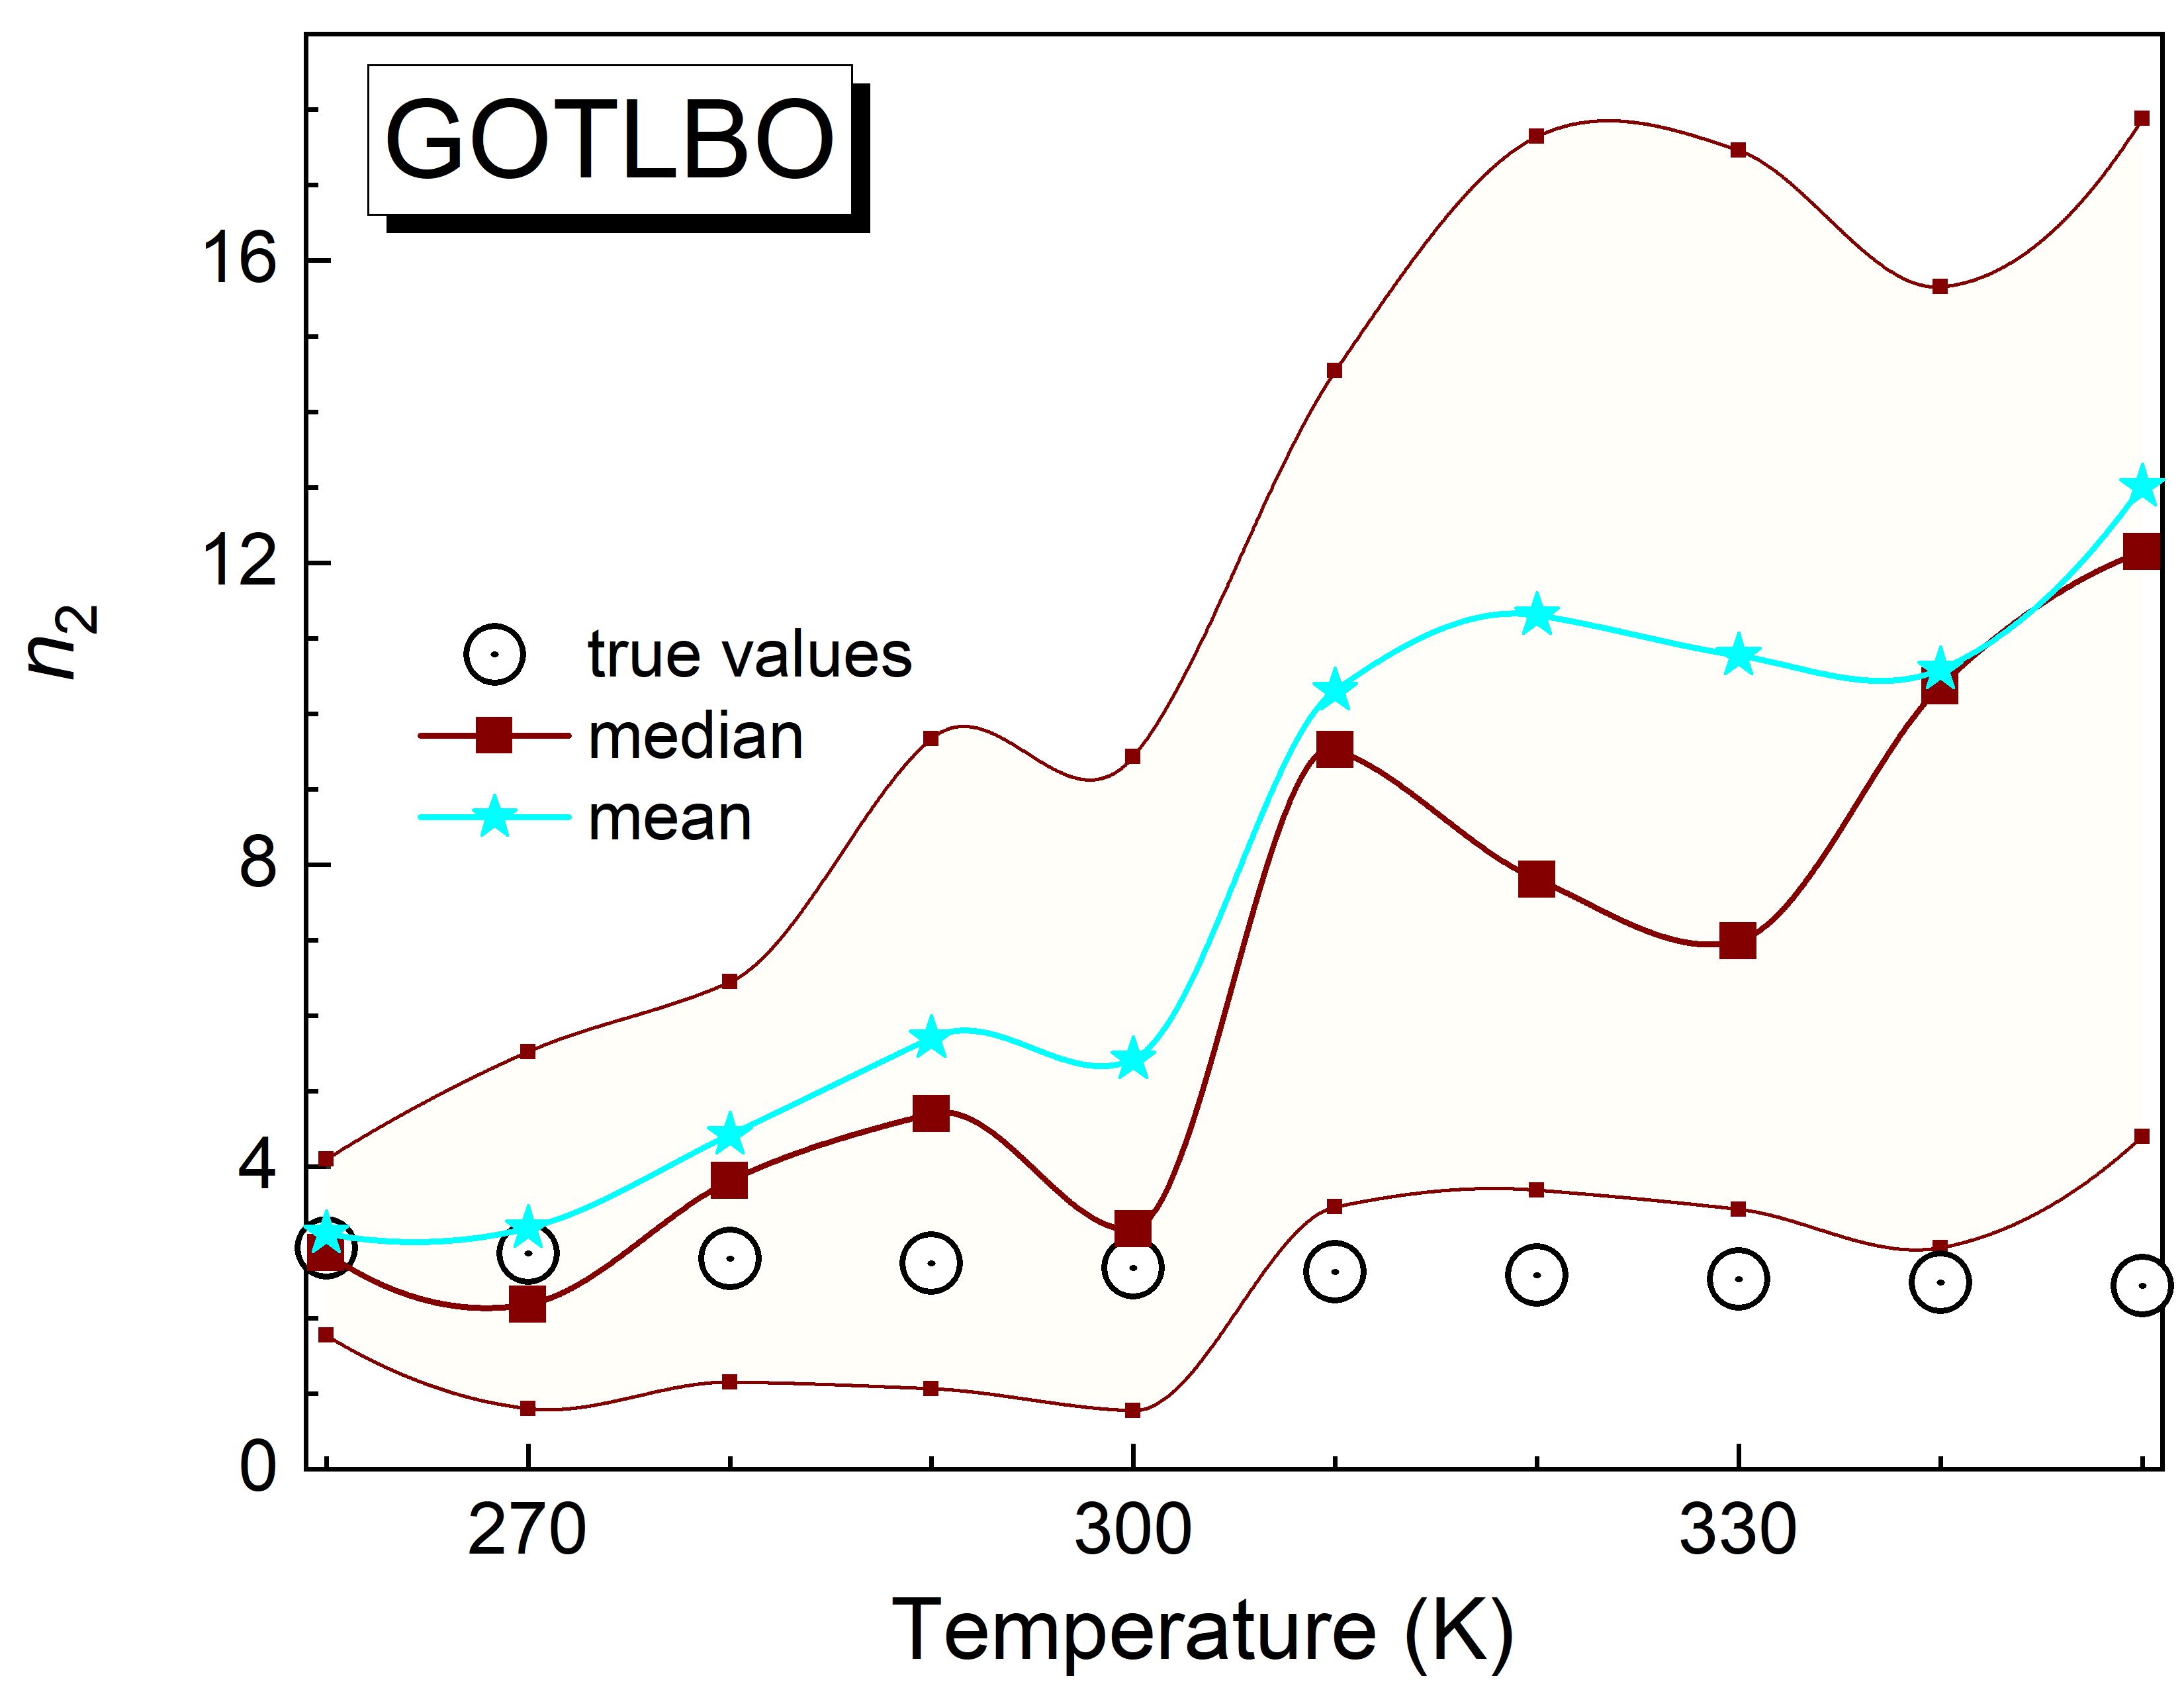 GOTLBO
16
12
8
4
0
n2
true values
median
mean
270 300 330
Temperature (K)